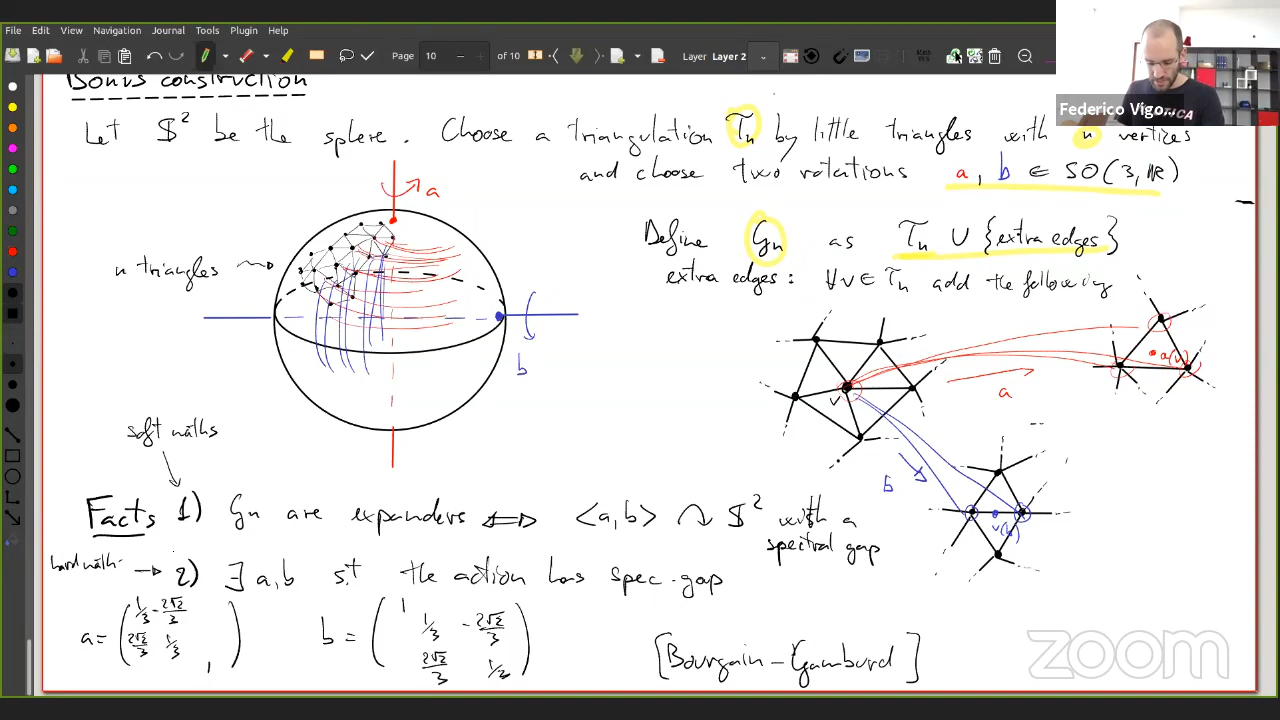 File Edit View Navigation Journal Tools Plugin Help
Page 10 of 10 Layer Layer 2
Federico Vigo...
Bonus construction
Let 𝕊² be the sphere. Choose a triangulation Tₙ by little triangles with n vertices
and choose two rotations a, b ∈ SO(3, ℝ)
a
Define Gₙ as Tₙ ∪ {extra edges}
n triangles
extra edges: ∀v∈Tₙ add the following
b
v
a
a(v)
b
v(b)
soft maths
Facts 1) Gₙ are expanders ⟺ <a,b> ↷ 𝕊² with a
spectral gap
hard math
2) ∃ a,b s.t the action has spec-gap
a = ( 1/3 -2√2/3
2√2/3 1/3
1 )
b = ( 1
1/3 -2√2/3
2√2/3 1/3 )
[Bourgain-Gamburd]
zoom